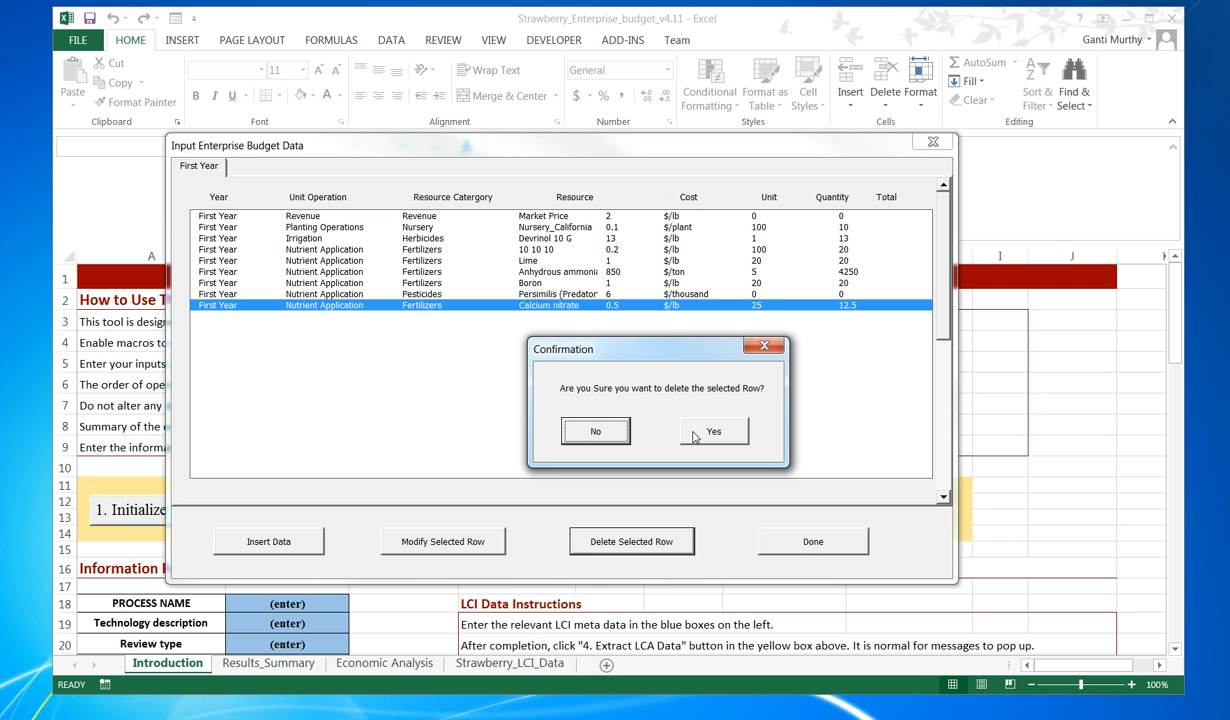 Strawberry_Enterprise_budget_v4.11 - Excel
FILE HOME INSERT PAGE LAYOUT FORMULAS DATA REVIEW VIEW DEVELOPER ADD-INS Team Ganti Murthy
Cut
Copy
Format Painter
Paste
11
Wrap Text
Merge & Center
General
Conditional Formatting
Format as Table
Cell Styles
Insert Delete Format
AutoSum
Fill
Clear
Sort & Filter
Find & Select
Clipboard Font Alignment Number Styles Cells Editing
Input Enterprise Budget Data
First Year
Year Unit Operation Resource Catergory Resource Cost Unit Quantity Total
First Year Revenue Revenue Market Price 2 $/lb 0 0
First Year Planting Operations Nursery Nursery_California 0.1 $/plant 100 10
First Year Irrigation Herbicides Devrinol 10 G 13 $/lb 1 13
First Year Nutrient Application Fertilizers 10 10 10 0.2 $/lb 100 20
First Year Nutrient Application Fertilizers Lime 1 $/lb 20 20
First Year Nutrient Application Fertilizers Anhydrous ammonia 850 $/ton 5 4250
First Year Nutrient Application Fertilizers Boron 1 $/lb 20 20
First Year Nutrient Application Pesticides Persimilis (Predator 6 $/thousand 0 0
First Year Nutrient Application Fertilizers Calcium nitrate 0.5 $/lb 25 12.5
Confirmation
Are you Sure you want to delete the selected Row?
No Yes
Insert Data Modify Selected Row Delete Selected Row Done
A I J
1
2 How to Use T
3 This tool is desig
4 Enable macros to
5 Enter your inputs
6 The order of ope
7 Do not alter any
8 Summary of the
9 Enter the informa
10
11
12 1. Initialize
13
14
15
16 Information
17
18 PROCESS NAME (enter) LCI Data Instructions
19 Technology description (enter) Enter the relevant LCI meta data in the blue boxes on the left.
20 Review type (enter) After completion, click "4. Extract LCA Data" button in the yellow box above. It is normal for messages to pop up.
Introduction Results_Summary Economic Analysis Strawberry_LCI_Data
READY 100%